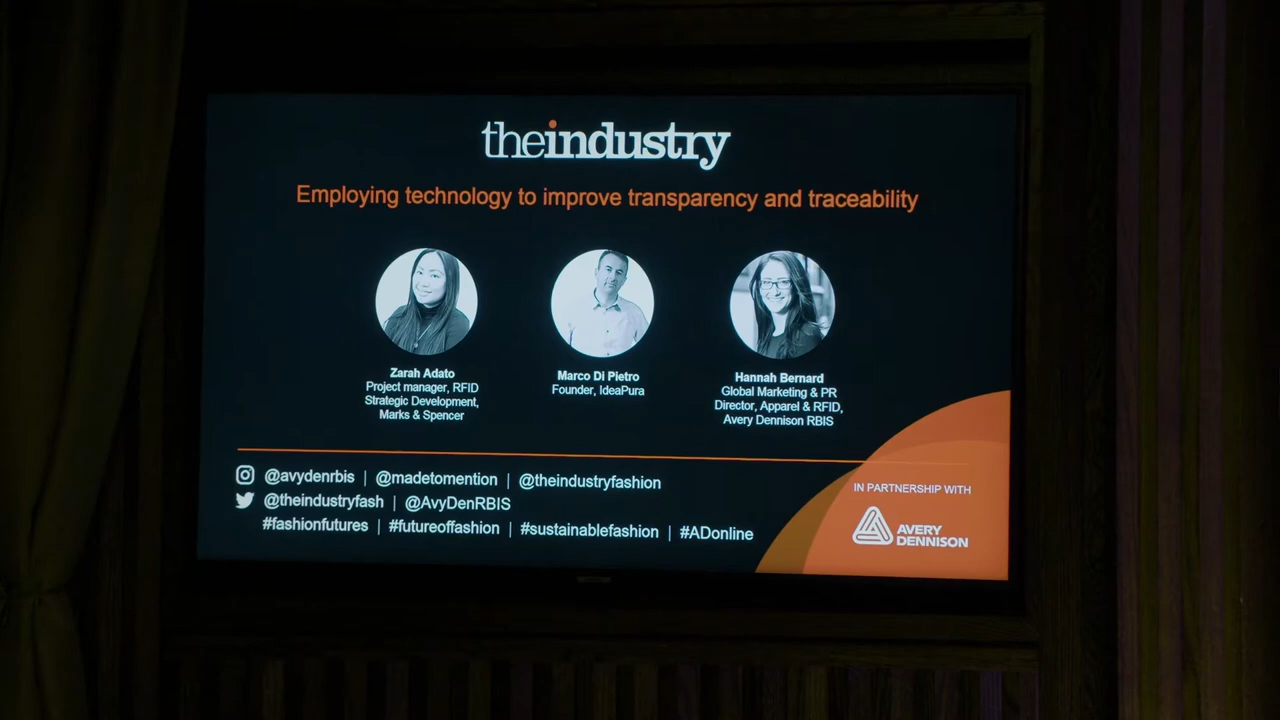 theindustry
Employing technology to improve transparency and traceability
Zarah Adato
Project manager, RFID
Strategic Development,
Marks & Spencer
Marco Di Pietro
Founder, IdeaPura
Hannah Bernard
Global Marketing & PR
Director, Apparel & RFID,
Avery Dennison RBIS
@avydenrbis | @madetomention | @theindustryfashion
@theindustryfash | @AvyDenRBIS
#fashionfutures | #futureoffashion | #sustainablefashion | #ADonline
IN PARTNERSHIP WITH
AVERY
DENNISON